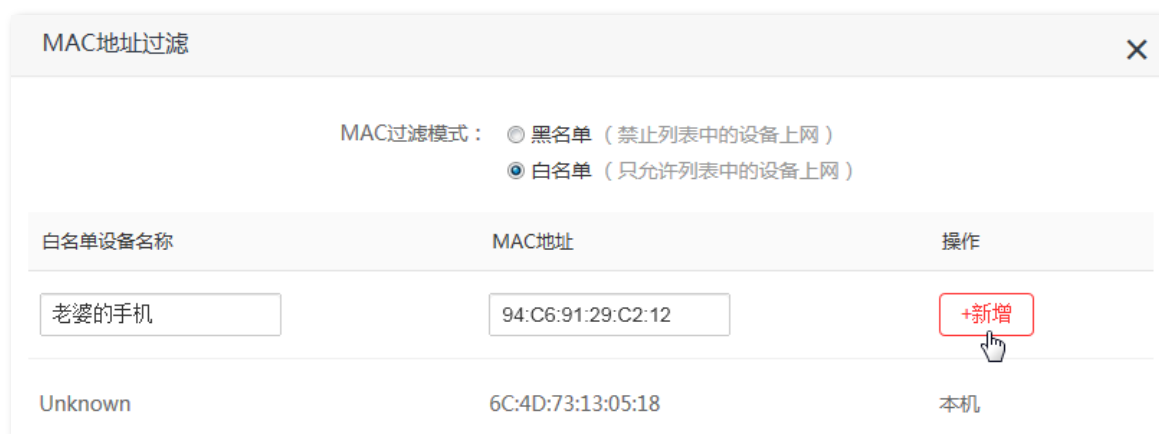 MAC地址过滤
MAC过滤模式： 黑名单（禁止列表中的设备上网）
白名单（只允许列表中的设备上网）
白名单设备名称 MAC地址 操作
老婆的手机 94:C6:91:29:C2:12 +新增
Unknown 6C:4D:73:13:05:18 本机